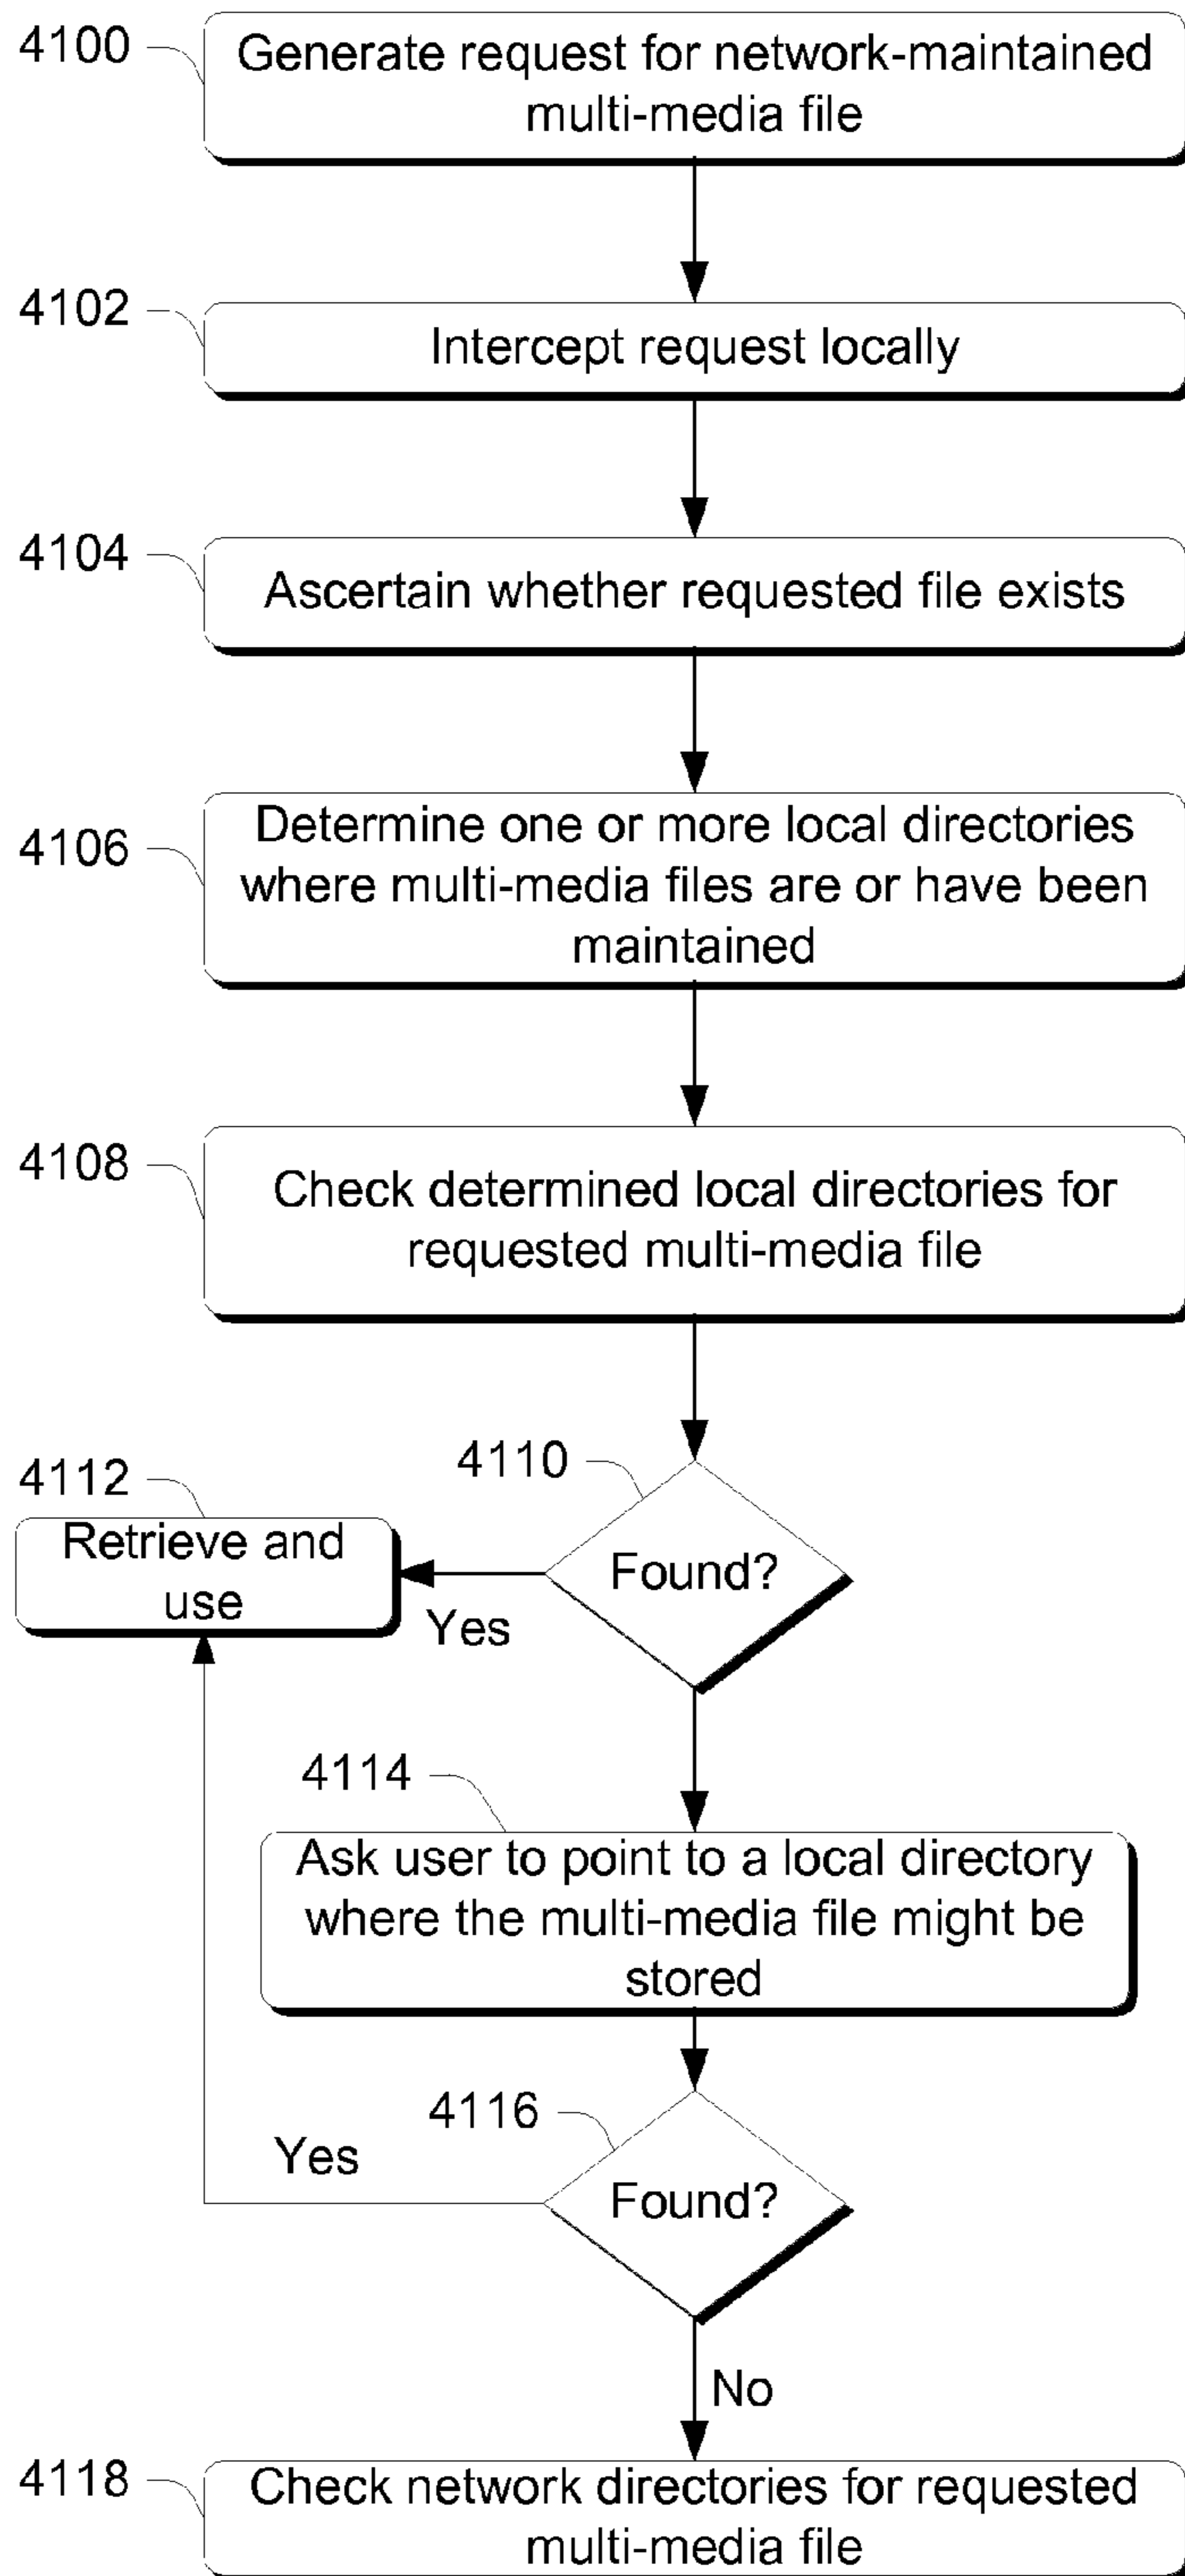 4100
Generate request for network-maintained
multi-media file
4102
Intercept request locally
4104
Ascertain whether requested file exists
4106
Determine one or more local directories
where multi-media files are or have been
maintained
4108
Check determined local directories for
requested multi-media file
4110
Found?
4112
Retrieve and
use
Yes
4114
Ask user to point to a local directory
where the multi-media file might be
stored
4116
Found?
Yes
No
4118
Check network directories for requested
multi-media file